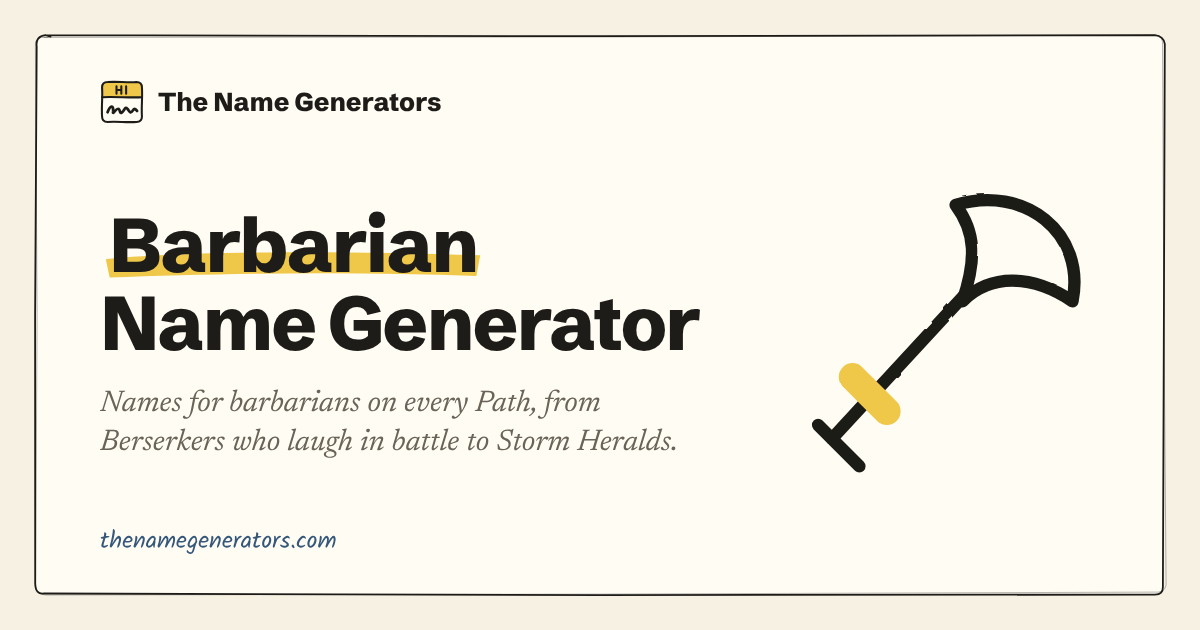 HI
The Name Generators
Barbarian
Name Generator
Names for barbarians on every Path, from
Berserkers who laugh in battle to Storm Heralds.
thenamegenerators.com